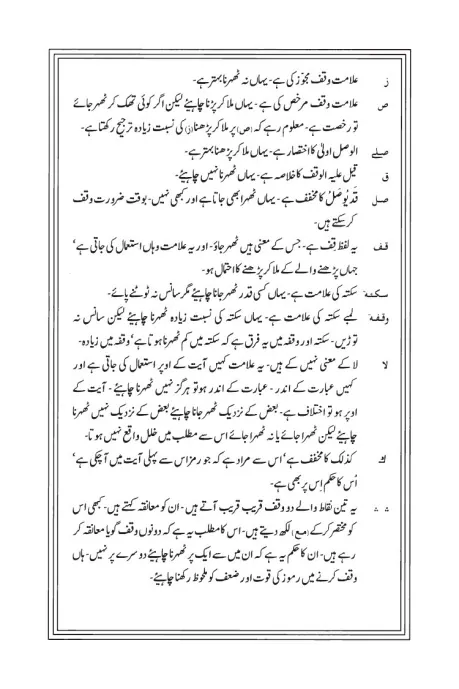 ز علامت وقف مجوّز کی ہے۔ یہاں نہ ٹھہرنا بہتر ہے۔
ص علامت وقف مرخص کی ہے۔ یہاں ملا کر پڑھنا چاہئیے لیکن اگر کوئی تھک کر ٹھہر جائے
تو رخصت ہے۔ معلوم رہے کہ (ص) پر ملا کر پڑھنا (ز) کی نسبت زیادہ ترجیح رکھتا ہے۔
صلے الوصل اولیٰ کا اختصار ہے۔ یہاں ملا کر پڑھنا بہتر ہے۔
ق قیل علیہ الوقف کا خلاصہ ہے۔ یہاں ٹھہرنا نہیں چاہئیے۔
صل قَدْ یُوصَلُ کا مخفف ہے۔ یہاں ٹھہرا بھی جاتا ہے اور کبھی نہیں۔ بوقت ضرورت وقف
کر سکتے ہیں۔
قف یہ لفظ قِف ہے۔ جس کے معنی ہیں ٹھہر جاؤ۔ اور یہ علامت وہاں استعمال کی جاتی ہے،
جہاں پڑھنے والے کے ملا کر پڑھنے کا احتمال ہو۔
سکتة سکتہ کی علامت ہے۔ یہاں کسی قدر ٹھہر جانا چاہئیے مگر سانس نہ ٹوٹنے پائے۔
وقفة لمبے سکتہ کی علامت ہے۔ یہاں سکتہ کی نسبت زیادہ ٹھہرنا چاہئیے لیکن سانس نہ
توڑیں۔ سکتہ اور وقفہ میں یہ فرق ہے کہ سکتہ میں کم ٹھہرنا ہوتا ہے، وقفہ میں زیادہ۔
لا لا کے معنی نہیں کے ہیں۔ یہ علامت کہیں آیت کے اوپر استعمال کی جاتی ہے اور
کہیں عبارت کے اندر۔ عبارت کے اندر ہو تو ہرگز نہیں ٹھہرنا چاہئیے۔ آیت کے
اوپر ہو تو اختلاف ہے۔ بعض کے نزدیک ٹھہر جانا چاہئیے بعض کے نزدیک نہیں ٹھہرنا
چاہئیے لیکن ٹھہرا جائے یا نہ ٹھہرا جائے اس سے مطلب میں خلل واقع نہیں ہوتا۔
ك کذلک کا مخفف ہے، اس سے مراد ہے کہ جو رمز اس سے پہلی آیت میں آ چکی ہے،
اُس کا حکم اِس پر بھی ہے۔
∴ ∴ یہ تین نقاط والے دو وقف قریب قریب آتے ہیں۔ ان کو معانقہ کہتے ہیں۔ کبھی اس
کو مختصر کر کے (مع) لکھ دیتے ہیں۔ اس کا مطلب یہ ہے کہ دونوں وقف گویا معانقہ کر
رہے ہیں۔ ان کا حکم یہ ہے کہ ان میں سے ایک پر ٹھہرنا چاہئیے دوسرے پر نہیں۔ ہاں
وقف کرنے میں رموز کی قوت اور ضعف کو ملحوظ رکھنا چاہئیے۔